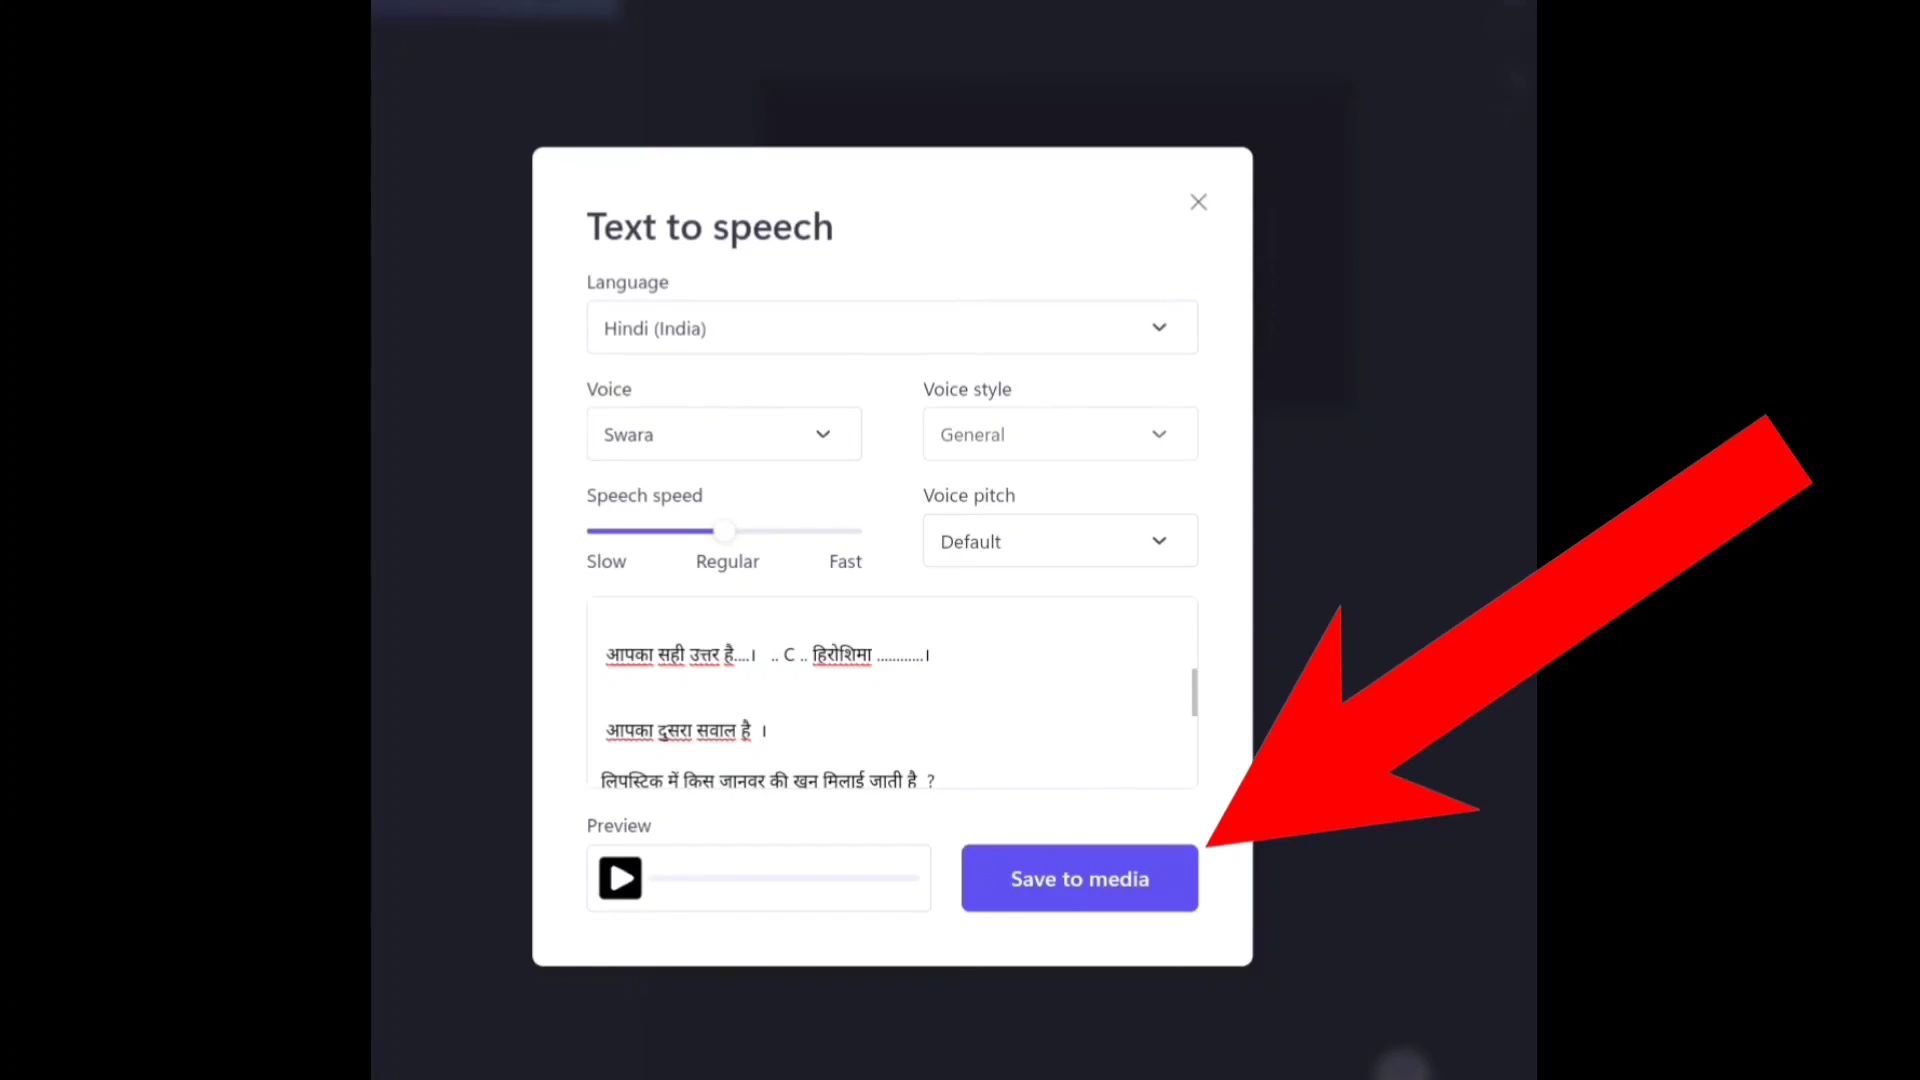 Text to speech
Language
Hindi (India)
Voice
Voice style
Swara
General
Speech speed
Voice pitch
Default
Slow
Regular
Fast
आपका सही उत्तर है....। .. C .. हिरोशिमा ............।
आपका दुसरा सवाल है ।
लिपस्टिक में किस जानवर की खून मिलाई जाती है ?
Preview
Save to media